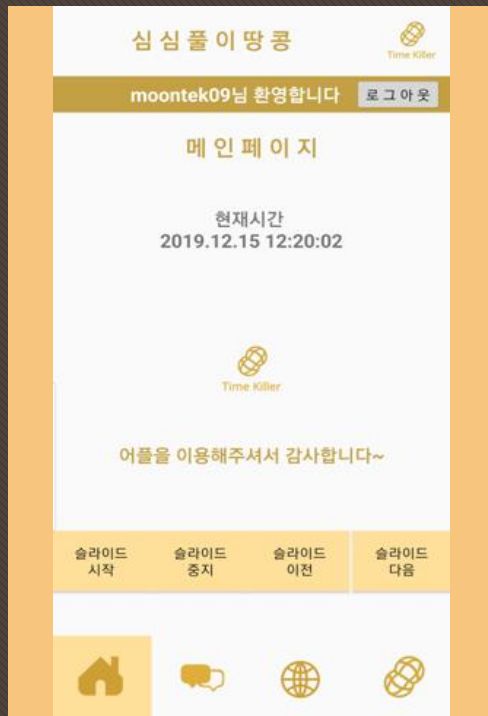 심심풀이땅콩
Time Killer
moontek09님 환영합니다
로그아웃
메인페이지
현재시간
2019.12.15 12:20:02
Time Killer
어플을 이용해주셔서 감사합니다~
슬라이드
시작
슬라이드
중지
슬라이드
이전
슬라이드
다음